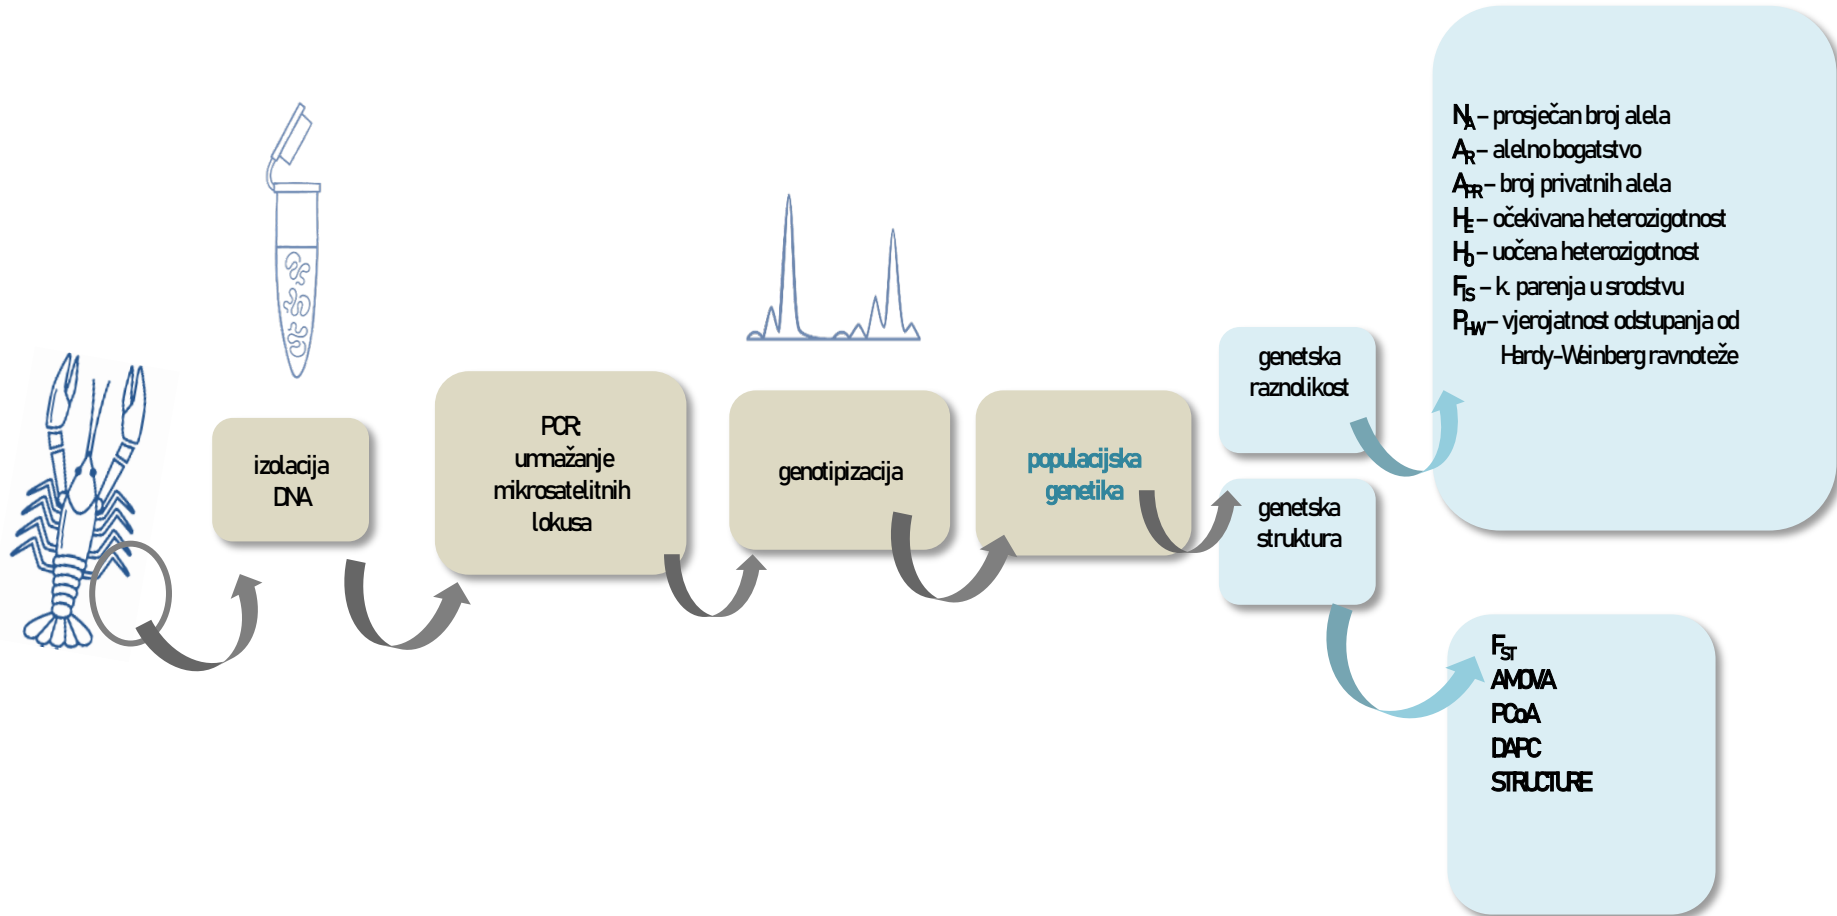 izolacija
DNA
PCR:
umnažanje
mikrosatelitnih
lokusa
genotipizacija
populacijska
genetika
genetska
raznolikost
genetska
struktura
NA – prosječan broj alela
AR – alelno bogatstvo
APR – broj privatnih alela
HE – očekivana heterozigotnost
HO – uočena heterozigotnost
FIS – k. parenja u srodstvu
PHW – vjerojatnost odstupanja od
Hardy-Weinberg ravnoteže
FST
AMOVA
PCoA
DAPC
STRUCTURE